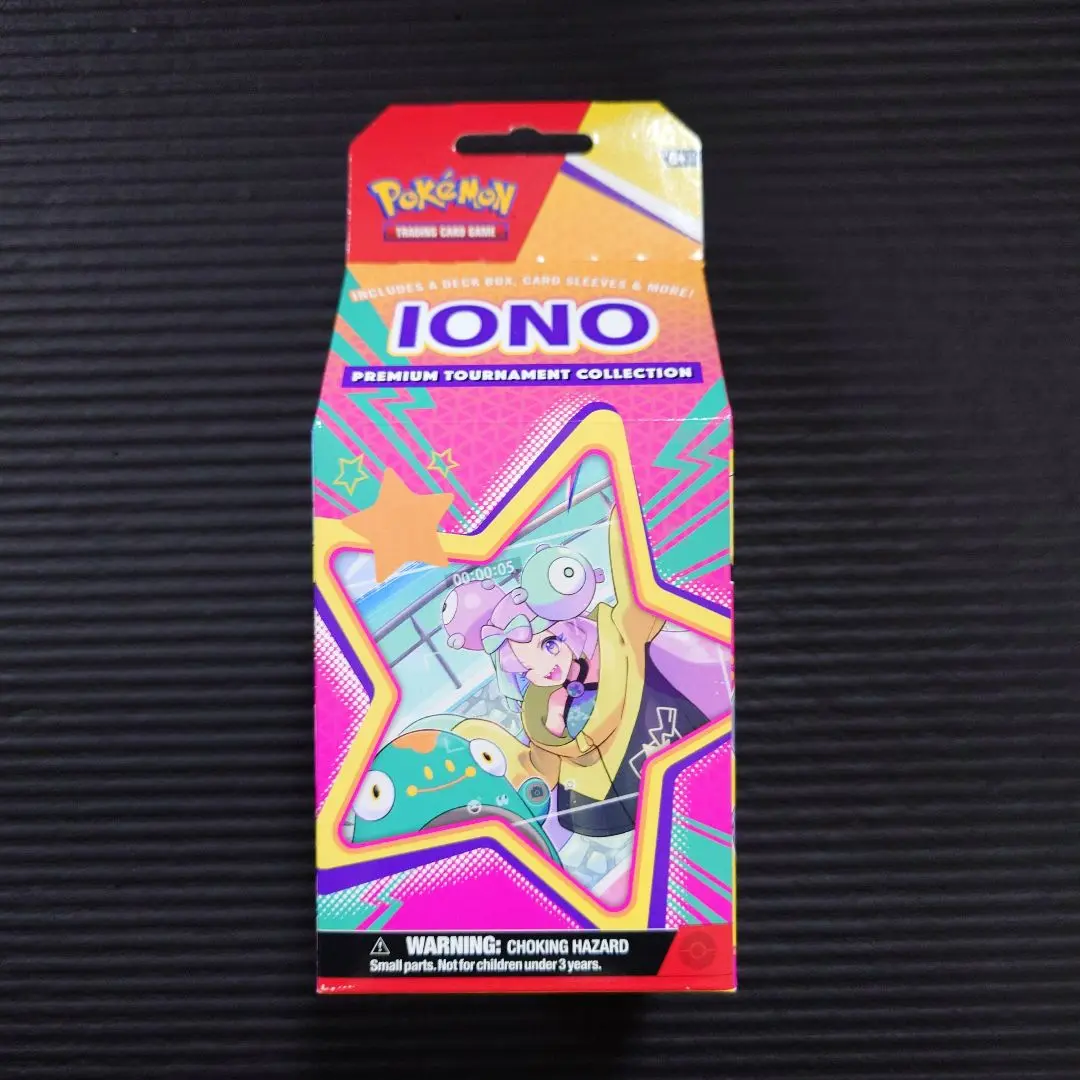 POKéMON
TRADING CARD GAME
INCLUDES A DECK BOX, CARD SLEEVES & MORE!
IONO
PREMIUM TOURNAMENT COLLECTION
00:00:05
WARNING: CHOKING HAZARD
Small parts. Not for children under 3 years.